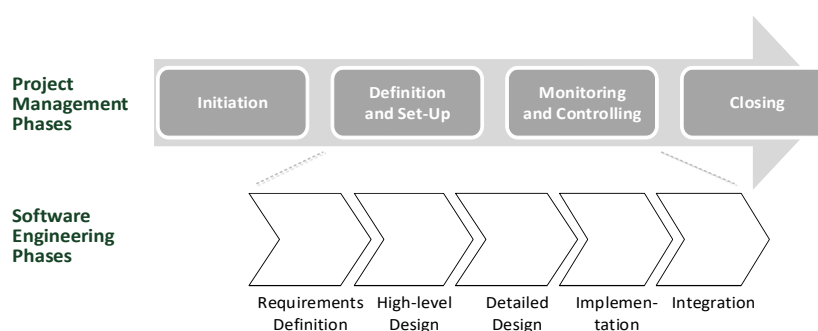 Project
Management
Phases
Initiation
Definition
and Set-Up
Monitoring
and Controlling
Closing
Software
Engineering
Phases
Requirements
Definition
High-level
Design
Detailed
Design
Implemen-
tation
Integration